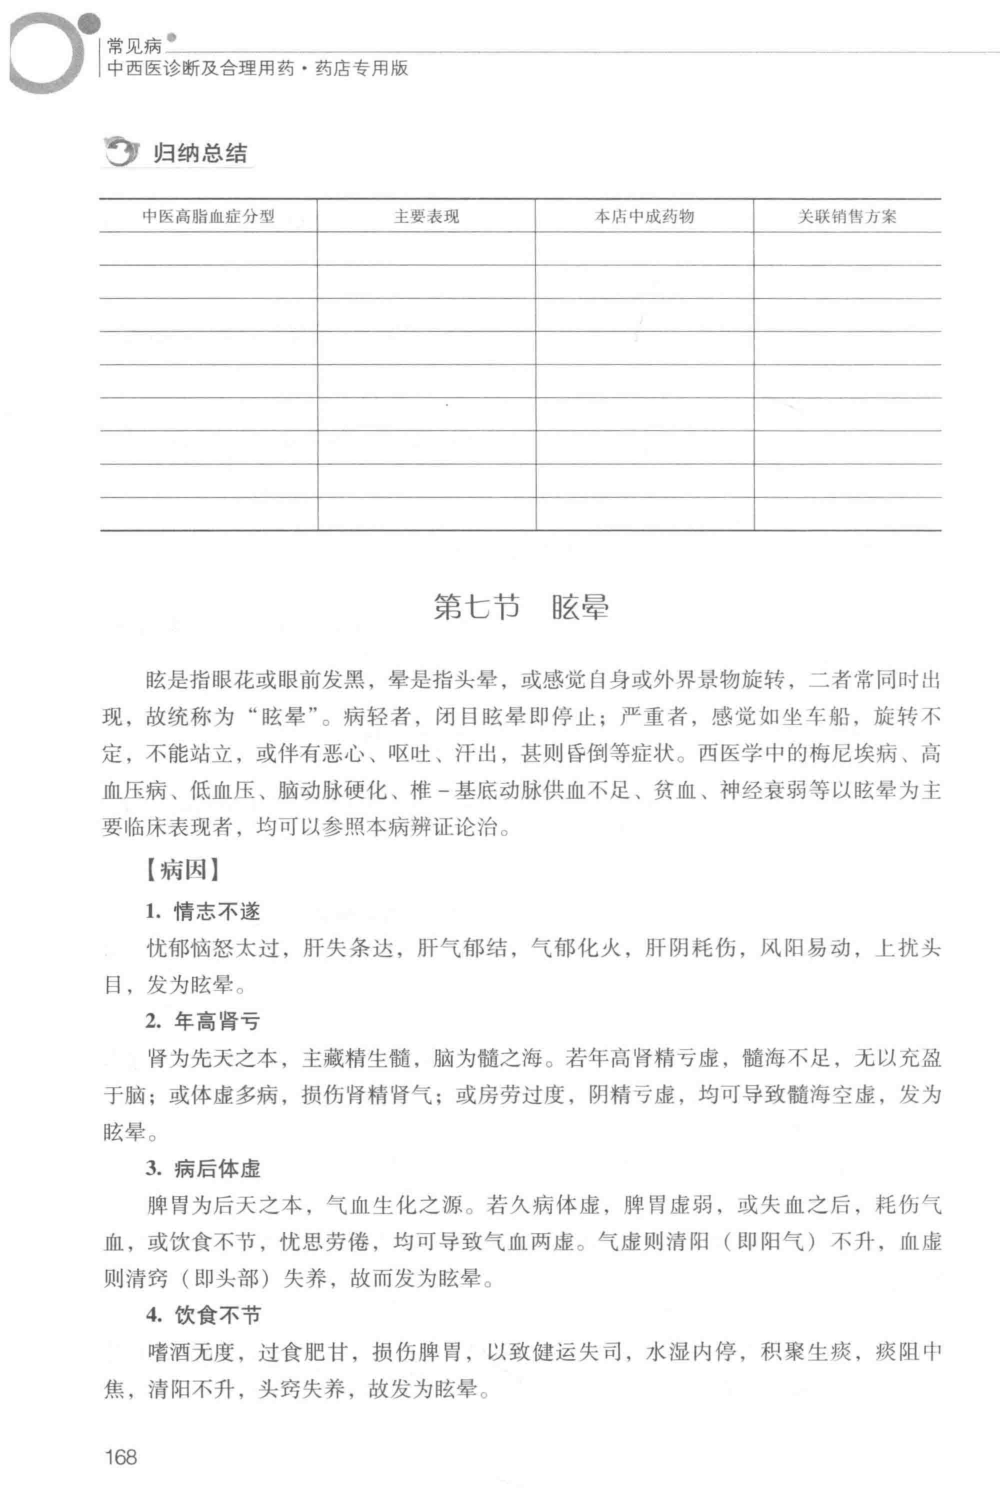 常见病
中西医诊断及合理用药·药店专用版
归纳总结
中医高脂血症分型 主要表现 本店中成药物 关联销售方案
第七节 眩晕
眩是指眼花或眼前发黑，晕是指头晕，或感觉自身或外界景物旋转，二者常同时出
现，故统称为“眩晕”。病轻者，闭目眩晕即停止；严重者，感觉如坐车船，旋转不
定，不能站立，或伴有恶心、呕吐、汗出，甚则昏倒等症状。西医学中的梅尼埃病、高
血压病、低血压、脑动脉硬化、椎－基底动脉供血不足、贫血、神经衰弱等以眩晕为主
要临床表现者，均可以参照本病辨证论治。
【病因】
1. 情志不遂
忧郁恼怒太过，肝失条达，肝气郁结，气郁化火，肝阴耗伤，风阳易动，上扰头
目，发为眩晕。
2. 年高肾亏
肾为先天之本，主藏精生髓，脑为髓之海。若年高肾精亏虚，髓海不足，无以充盈
于脑；或体虚多病，损伤肾精肾气；或房劳过度，阴精亏虚，均可导致髓海空虚，发为
眩晕。
3. 病后体虚
脾胃为后天之本，气血生化之源。若久病体虚，脾胃虚弱，或失血之后，耗伤气
血，或饮食不节，忧思劳倦，均可导致气血两虚。气虚则清阳（即阳气）不升，血虚
则清窍（即头部）失养，故而发为眩晕。
4. 饮食不节
嗜酒无度，过食肥甘，损伤脾胃，以致健运失司，水湿内停，积聚生痰，痰阻中
焦，清阳不升，头窍失养，故发为眩晕。
168